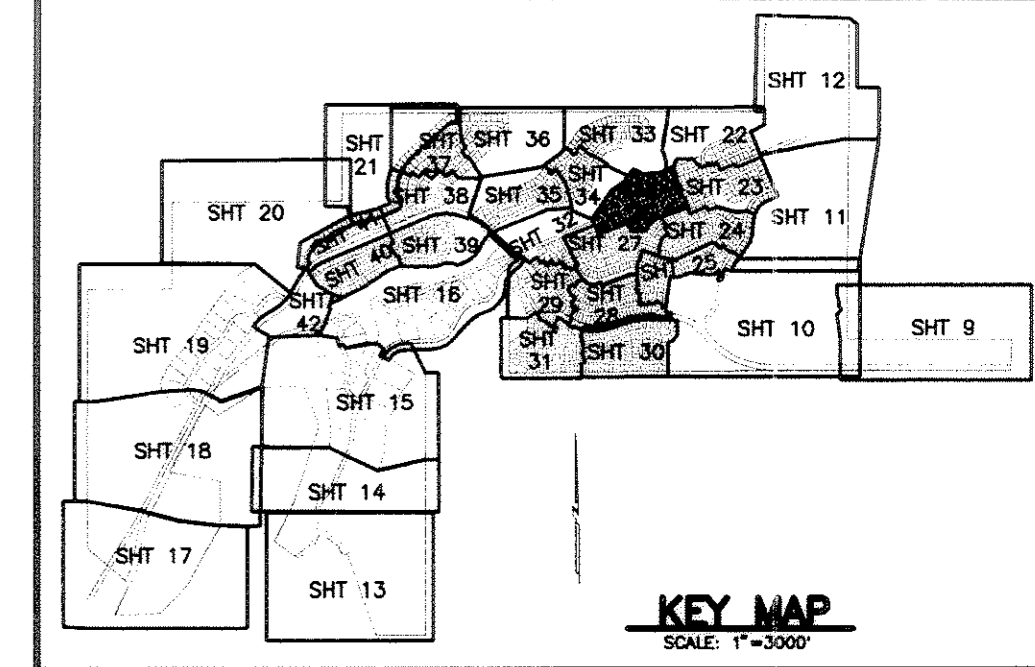 SHT 12
SHT
21
SHT
37
SHT 36
SHT 33
SHT 22
SHT 20
SHT 38
SHT 35
SHT
34
SHT 23
SHT 11
SHT 40
SHT 39
SHT 32
SHT 27
SHT 24
SHT 25
SHT
42
SHT 16
SHT
29
SHT
28
SHT 19
SHT
31
SHT 30
SHT 10
SHT 9
SHT 15
SHT 18
SHT 14
SHT 17
SHT 13
KEY MAP
SCALE: 1"=3000'